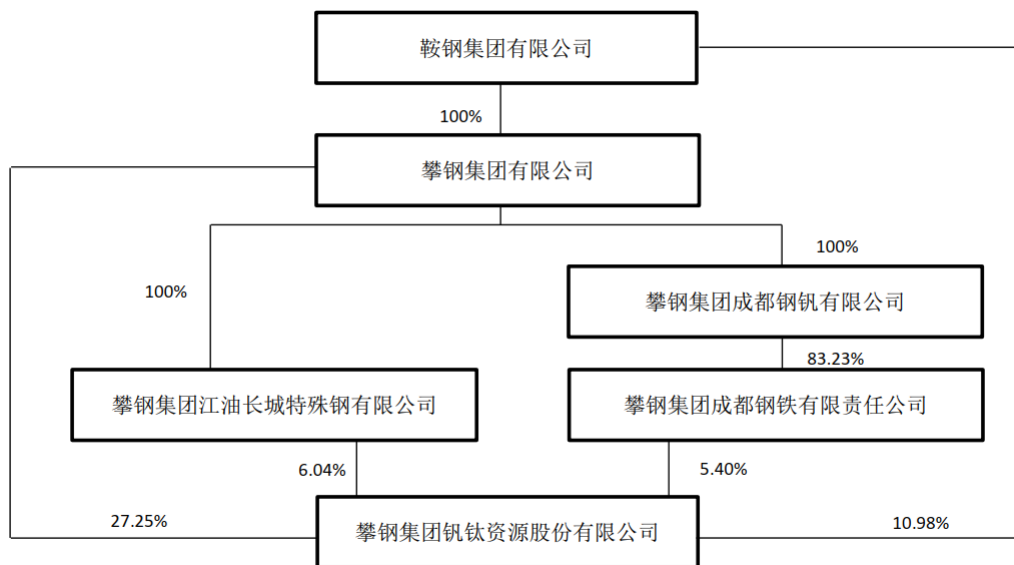 鞍钢集团有限公司
100%
攀钢集团有限公司
100%
100%
攀钢集团成都钢钒有限公司
83.23%
攀钢集团江油长城特殊钢有限公司
攀钢集团成都钢铁有限责任公司
6.04%
5.40%
27.25%
攀钢集团钒钛资源股份有限公司
10.98%